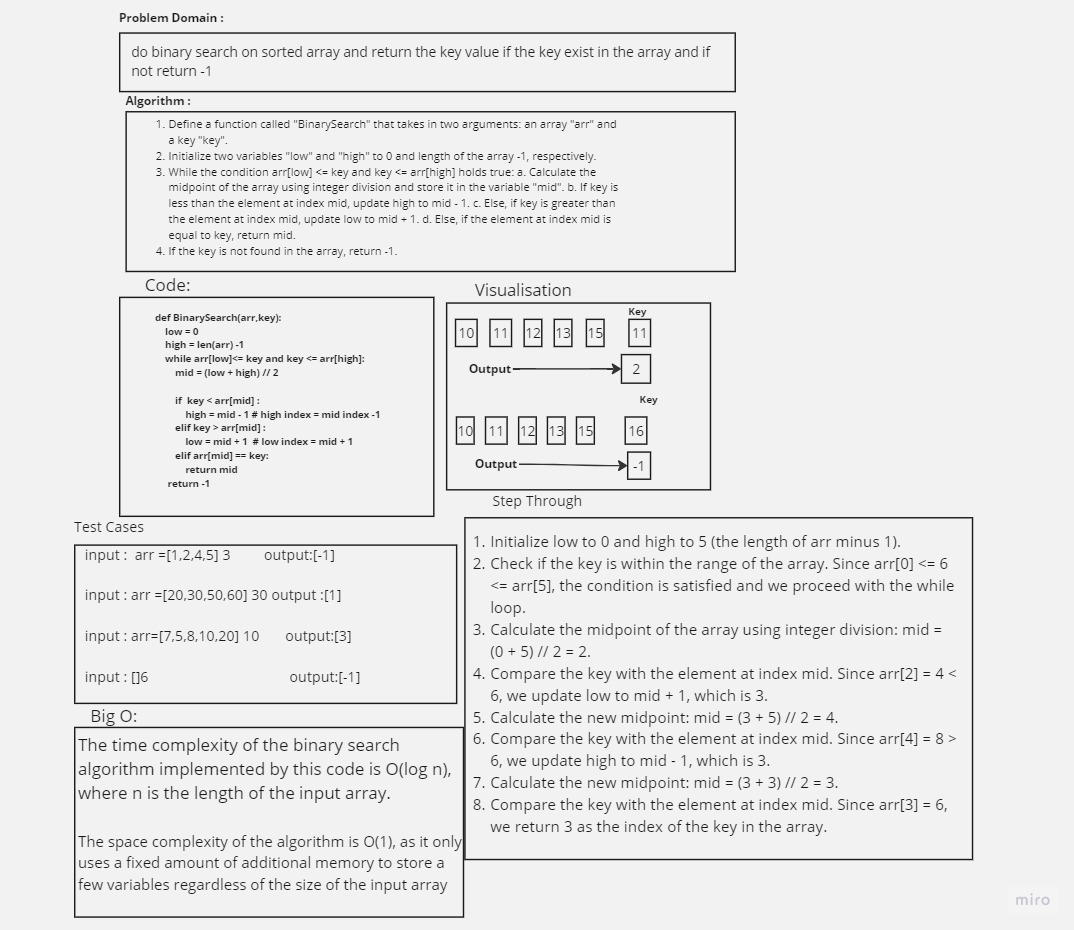 Problem Domain :
do binary search on sorted array and return the key value if the key exist in the array and if
not return -1
Algorithm :
1. Define a function called "BinarySearch" that takes in two arguments: an array "arr" and
a key "key".
2. Initialize two variables "low" and "high" to 0 and length of the array -1, respectively.
3. While the condition arr[low] <= key and key <= arr[high] holds true: a. Calculate the
midpoint of the array using integer division and store it in the variable "mid". b. If key is
less than the element at index mid, update high to mid - 1. c. Else, if key is greater than
the element at index mid, update low to mid + 1. d. Else, if the element at index mid is
equal to key, return mid.
4. If the key is not found in the array, return -1.
Code:
def BinarySearch(arr,key):
low = 0
high = len(arr) -1
while arr[low]<= key and key <= arr[high]:
mid = (low + high) // 2
if key < arr[mid] :
high = mid - 1 # high index = mid index -1
elif key > arr[mid] :
low = mid + 1 # low index = mid + 1
elif arr[mid] == key:
return mid
return -1
Visualisation
Key
10 11 12 13 15 11
Output 2
Key
10 11 12 13 15 16
Output -1
Test Cases
input : arr =[1,2,4,5] 3 output:[-1]
input : arr =[20,30,50,60] 30 output :[1]
input : arr=[7,5,8,10,20] 10 output:[3]
input : []6 output:[-1]
Step Through
1. Initialize low to 0 and high to 5 (the length of arr minus 1).
2. Check if the key is within the range of the array. Since arr[0] <= 6
<= arr[5], the condition is satisfied and we proceed with the while
loop.
3. Calculate the midpoint of the array using integer division: mid =
(0 + 5) // 2 = 2.
4. Compare the key with the element at index mid. Since arr[2] = 4 <
6, we update low to mid + 1, which is 3.
5. Calculate the new midpoint: mid = (3 + 5) // 2 = 4.
6. Compare the key with the element at index mid. Since arr[4] = 8 >
6, we update high to mid - 1, which is 3.
7. Calculate the new midpoint: mid = (3 + 3) // 2 = 3.
8. Compare the key with the element at index mid. Since arr[3] = 6,
we return 3 as the index of the key in the array.
Big O:
The time complexity of the binary search
algorithm implemented by this code is O(log n),
where n is the length of the input array.
The space complexity of the algorithm is O(1), as it only
uses a fixed amount of additional memory to store a
few variables regardless of the size of the input array
miro